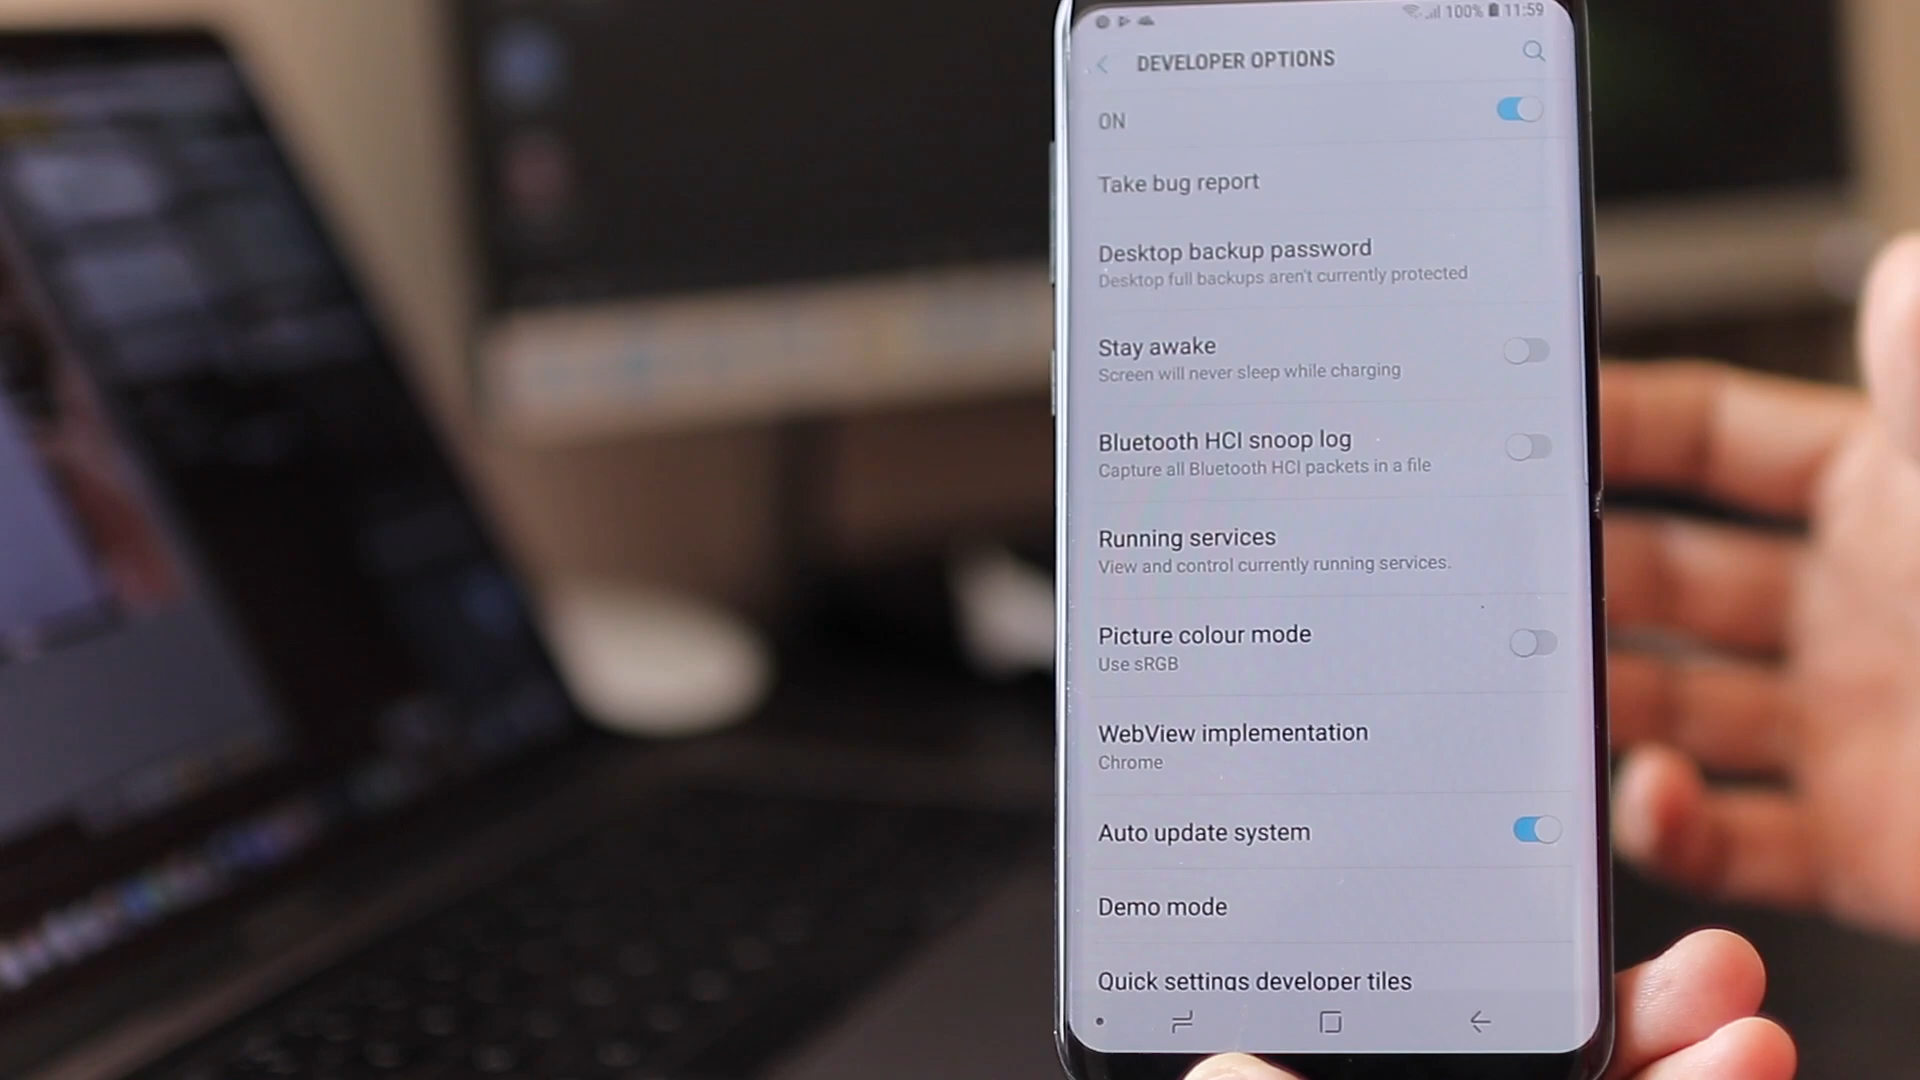 100% 11:59
DEVELOPER OPTIONS
ON
Take bug report
Desktop backup password
Desktop full backups aren't currently protected
Stay awake
Screen will never sleep while charging
Bluetooth HCI snoop log
Capture all Bluetooth HCI packets in a file
Running services
View and control currently running services.
Picture colour mode
Use sRGB
WebView implementation
Chrome
Auto update system
Demo mode
Quick settings developer tiles